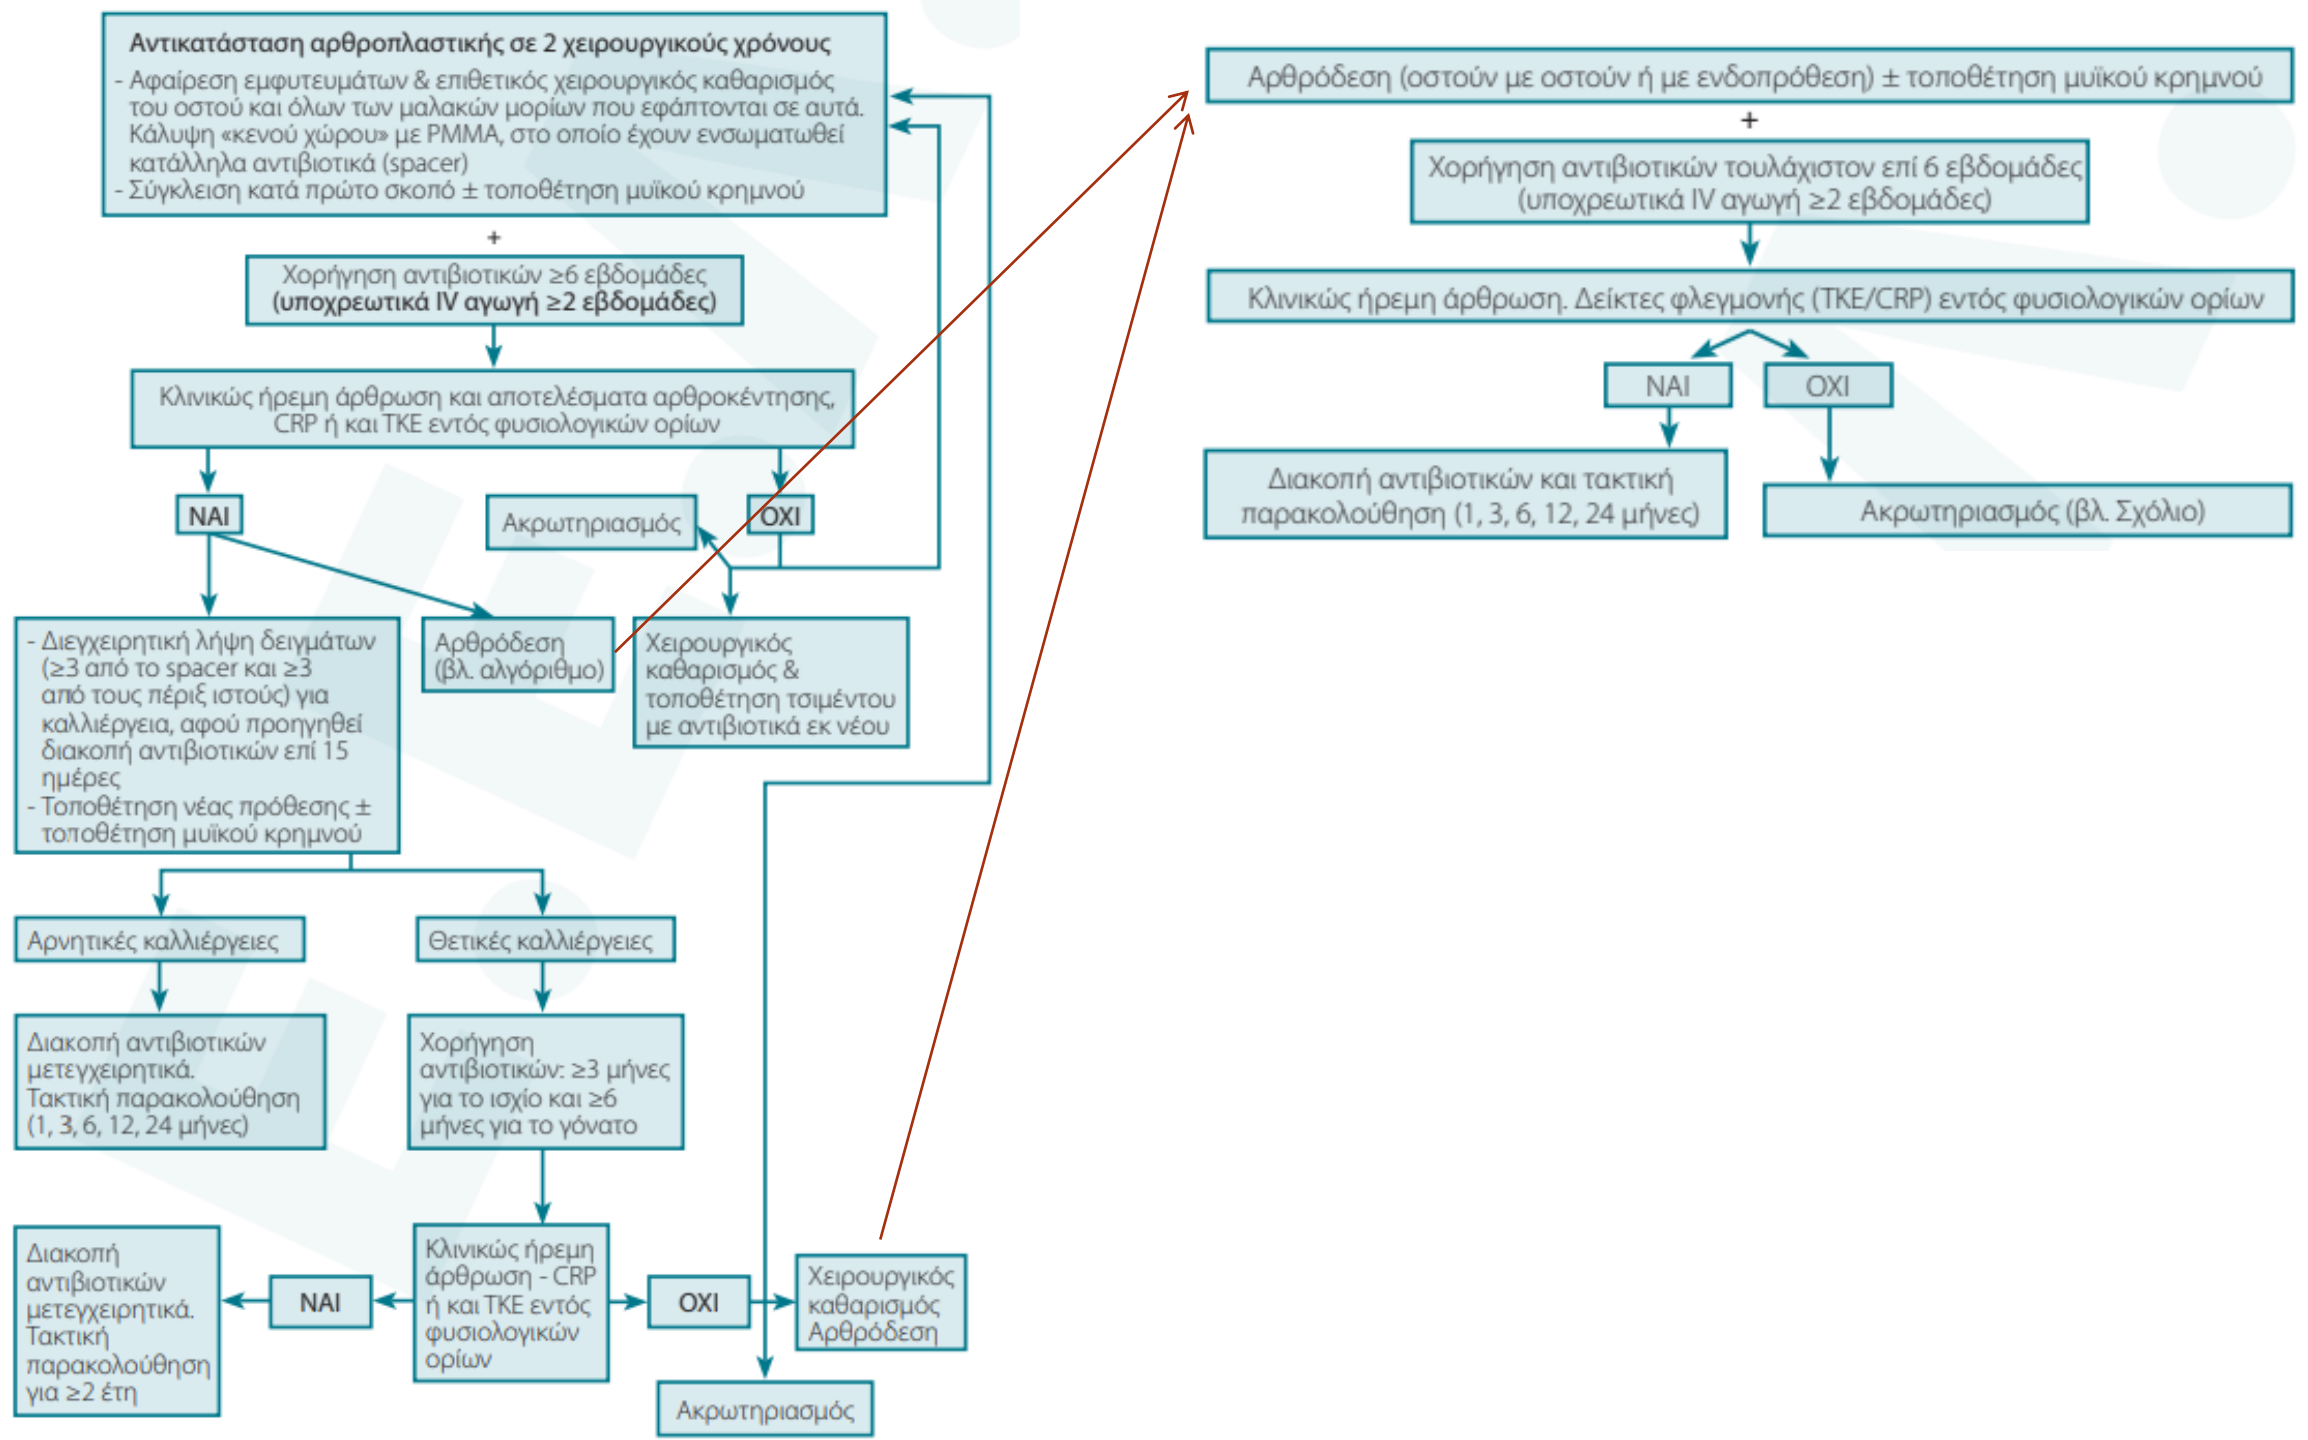 Αντικατάσταση αρθροπλαστικής σε 2 χειρουργικούς χρόνους
- Αφαίρεση εμφυτευμάτων & επιθετικός χειρουργικός καθαρισμός
του οστού και όλων των μαλακών μορίων που εφάπτονται σε αυτά.
Κάλυψη «κενού χώρου» με PMMA, στο οποίο έχουν ενσωματωθεί
κατάλληλα αντιβιοτικά (spacer)
- Σύγκλειση κατά πρώτο σκοπό ± τοποθέτηση μυϊκού κρημνού
+
Χορήγηση αντιβιοτικών ≥6 εβδομάδες
(υποχρεωτικά IV αγωγή ≥2 εβδομάδες)
Κλινικώς ήρεμη άρθρωση και αποτελέσματα αρθροκέντησης,
CRP ή και ΤΚΕ εντός φυσιολογικών ορίων
ΝΑΙ
Ακρωτηριασμός
ΟΧΙ
- Διεγχειρητική λήψη δειγμάτων
(≥3 από το spacer και ≥3
από τους πέριξ ιστούς) για
καλλιέργεια, αφού προηγηθεί
διακοπή αντιβιοτικών επί 15
ημέρες
- Τοποθέτηση νέας πρόθεσης ±
τοποθέτηση μυϊκού κρημνού
Αρθρόδεση
(βλ. αλγόριθμο)
Χειρουργικός
καθαρισμός &
τοποθέτηση τσιμέντου
με αντιβιοτικά εκ νέου
Αρνητικές καλλιέργειες
Θετικές καλλιέργειες
Διακοπή αντιβιοτικών
μετεγχειρητικά.
Τακτική παρακολούθηση
(1, 3, 6, 12, 24 μήνες)
Χορήγηση
αντιβιοτικών: ≥3 μήνες
για το ισχίο και ≥6
μήνες για το γόνατο
Διακοπή
αντιβιοτικών
μετεγχειρητικά.
Τακτική
παρακολούθηση
για ≥2 έτη
ΝΑΙ
Κλινικώς ήρεμη
άρθρωση - CRP
ή και ΤΚΕ εντός
φυσιολογικών
ορίων
ΟΧΙ
Χειρουργικός
καθαρισμός
Αρθρόδεση
Ακρωτηριασμός
Αρθρόδεση (οστούν με οστούν ή με ενδοπρόθεση) ± τοποθέτηση μυϊκού κρημνού
+
Χορήγηση αντιβιοτικών τουλάχιστον επί 6 εβδομάδες
(υποχρεωτικά IV αγωγή ≥2 εβδομάδες)
Κλινικώς ήρεμη άρθρωση. Δείκτες φλεγμονής (ΤΚΕ/CRP) εντός φυσιολογικών ορίων
ΝΑΙ
ΟΧΙ
Διακοπή αντιβιοτικών και τακτική
παρακολούθηση (1, 3, 6, 12, 24 μήνες)
Ακρωτηριασμός (βλ. Σχόλιο)